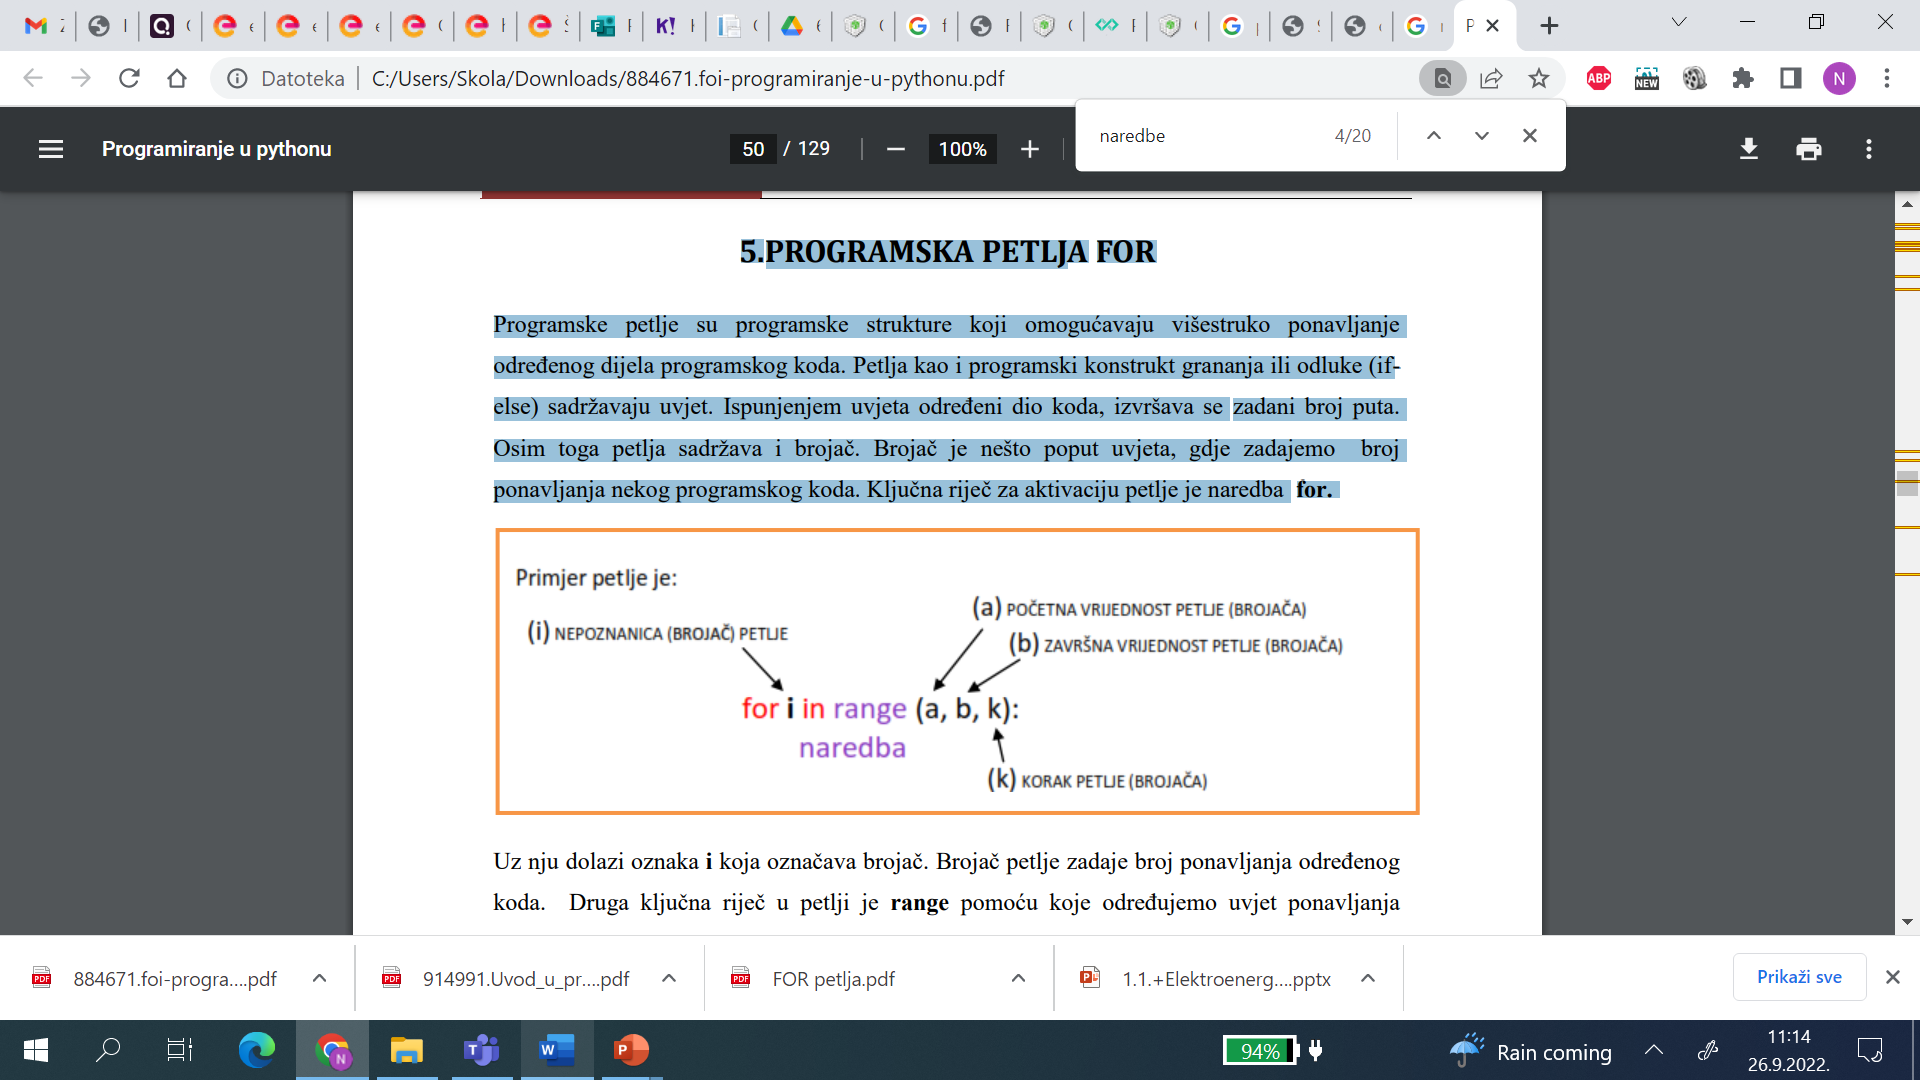 Datoteka
C:/Users/Skola/Downloads/884671.foi-programiranje-u-pythonu.pdf
ABP
NEW
N
Programiranje u pythonu
50 / 129
100%
naredbe
4/20
5.PROGRAMSKA PETLJA FOR
Programske petlje su programske strukture koji omogućavaju višestruko ponavljanje
određenog dijela programskog koda. Petlja kao i programski konstrukt grananja ili odluke (if-
else) sadržavaju uvjet. Ispunjenjem uvjeta određeni dio koda, izvršava se zadani broj puta.
Osim toga petlja sadržava i brojač. Brojač je nešto poput uvjeta, gdje zadajemo broj
ponavljanja nekog programskog koda. Ključna riječ za aktivaciju petlje je naredba for.
Primjer petlje je:
(a) POČETNA VRIJEDNOST PETLJE (BROJAČA)
(i) NEPOZNANICA (BROJAČ) PETLJE
(b) ZAVRŠNA VRIJEDNOST PETLJE (BROJAČA)
for i in range (a, b, k):
naredba
(k) KORAK PETLJE (BROJAČA)
Uz nju dolazi oznaka i koja označava brojač. Brojač petlje zadaje broj ponavljanja određenog
koda. Druga ključna riječ u petlji je range pomoću koje određujemo uvjet ponavljanja
884671.foi-progra....pdf
914991.Uvod_u_pr....pdf
FOR petlja.pdf
1.1.+Elektroenerg....pptx
Prikaži sve
94%
Rain coming
11:14
26.9.2022.